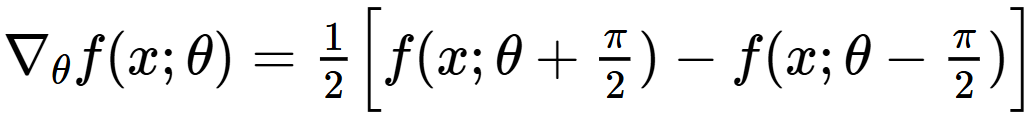 ∇θf(x; θ) = 1/2[f(x; θ + π/2) − f(x; θ − π/2)]